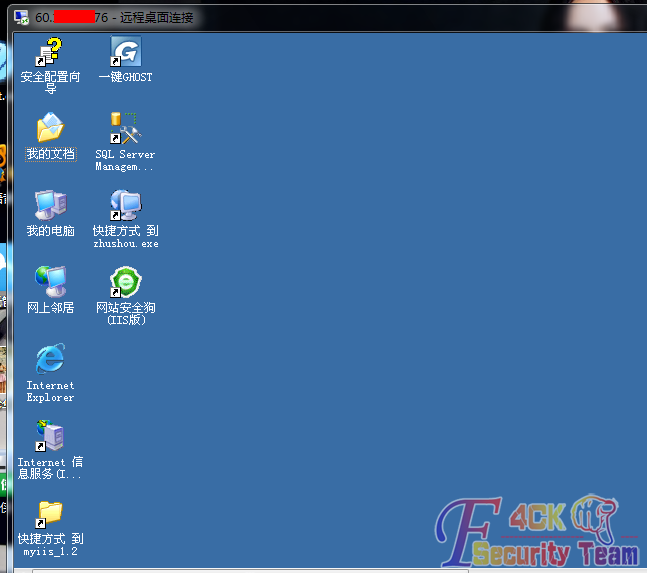 60. 76 - 远程桌面连接
安全配置向
导
一键GHOST
我的文档
SQL Server
Managem...
我的电脑
快捷方式 到
zhushou.exe
网上邻居
网站安全狗
(IIS版)
Internet
Explorer
Internet 信
息服务(I...
快捷方式 到
myiis_1.2
F4CK
Security Team